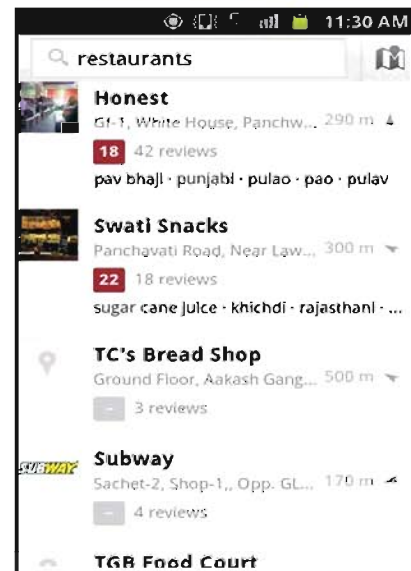 11:30 AM
restaurants
Honest
Gf-1, White House, Panchw... 290 m
18 42 reviews
pav bhaji · punjabi · pulao · pao · pulav
Swati Snacks
Panchavati Road, Near Law... 300 m
22 18 reviews
sugar cane juice · khichdi · rajasthani · ...
TC's Bread Shop
Ground Floor, Aakash Gang... 500 m
- 3 reviews
SUBWAY
Subway
Sachet-2, Shop-1,, Opp. GL... 170 m
- 4 reviews
TGB Food Court